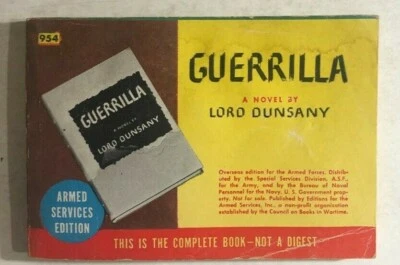 954
GUERRILLA
A NOVEL BY
LORD DUNSANY
GUERRILLA
A NOVEL BY
LORD DUNSANY
Overseas edition for the Armed Forces. Distrib-
uted by the Special Services Division, A.S.F.,
for the Army, and by the Bureau of Naval
Personnel for the Navy. U. S. Government prop-
erty. Not for sale. Published by Editions for the
Armed Services, Inc., a non-profit organization
established by the Council on Books in Wartime.
ARMED
SERVICES
EDITION
THIS IS THE COMPLETE BOOK—NOT A DIGEST